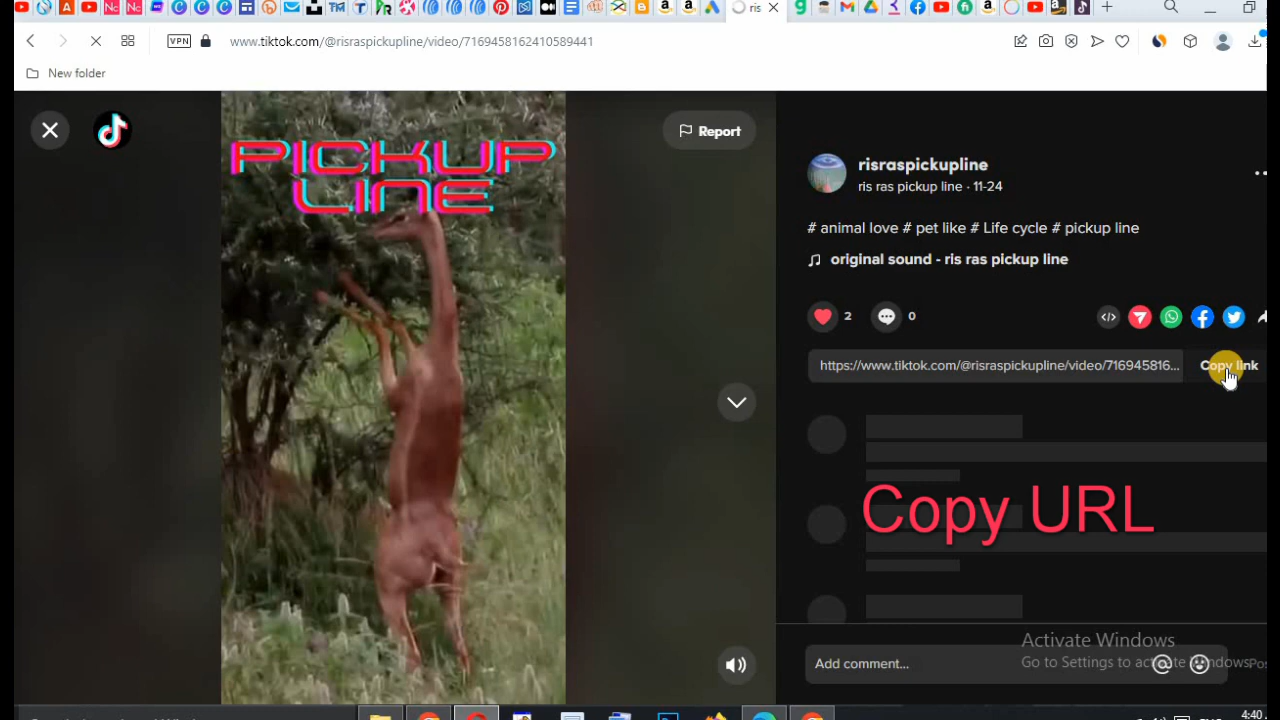 ris
VPN
www.tiktok.com/@risraspickupline/video/7169458162410589441
New folder
PICKUP
LINE
Report
risraspickupline
ris ras pickup line · 11-24
# animal love # pet like # Life cycle # pickup line
original sound - ris ras pickup line
2
0
https://www.tiktok.com/@risraspickupline/video/716945816...
Copy link
Copy URL
Activate Windows
Go to Settings to activate Windows
Add comment...
4:40